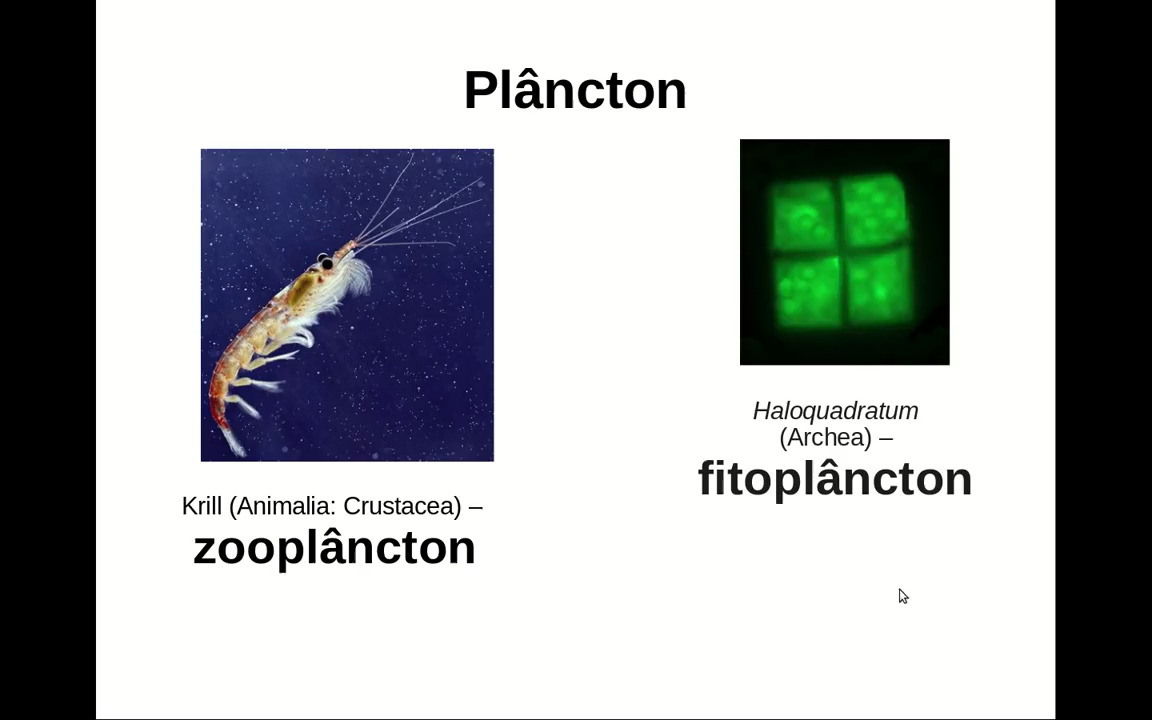 Plâncton
Krill (Animalia: Crustacea) –
zooplâncton
Haloquadratum
(Archea) –
fitoplâncton